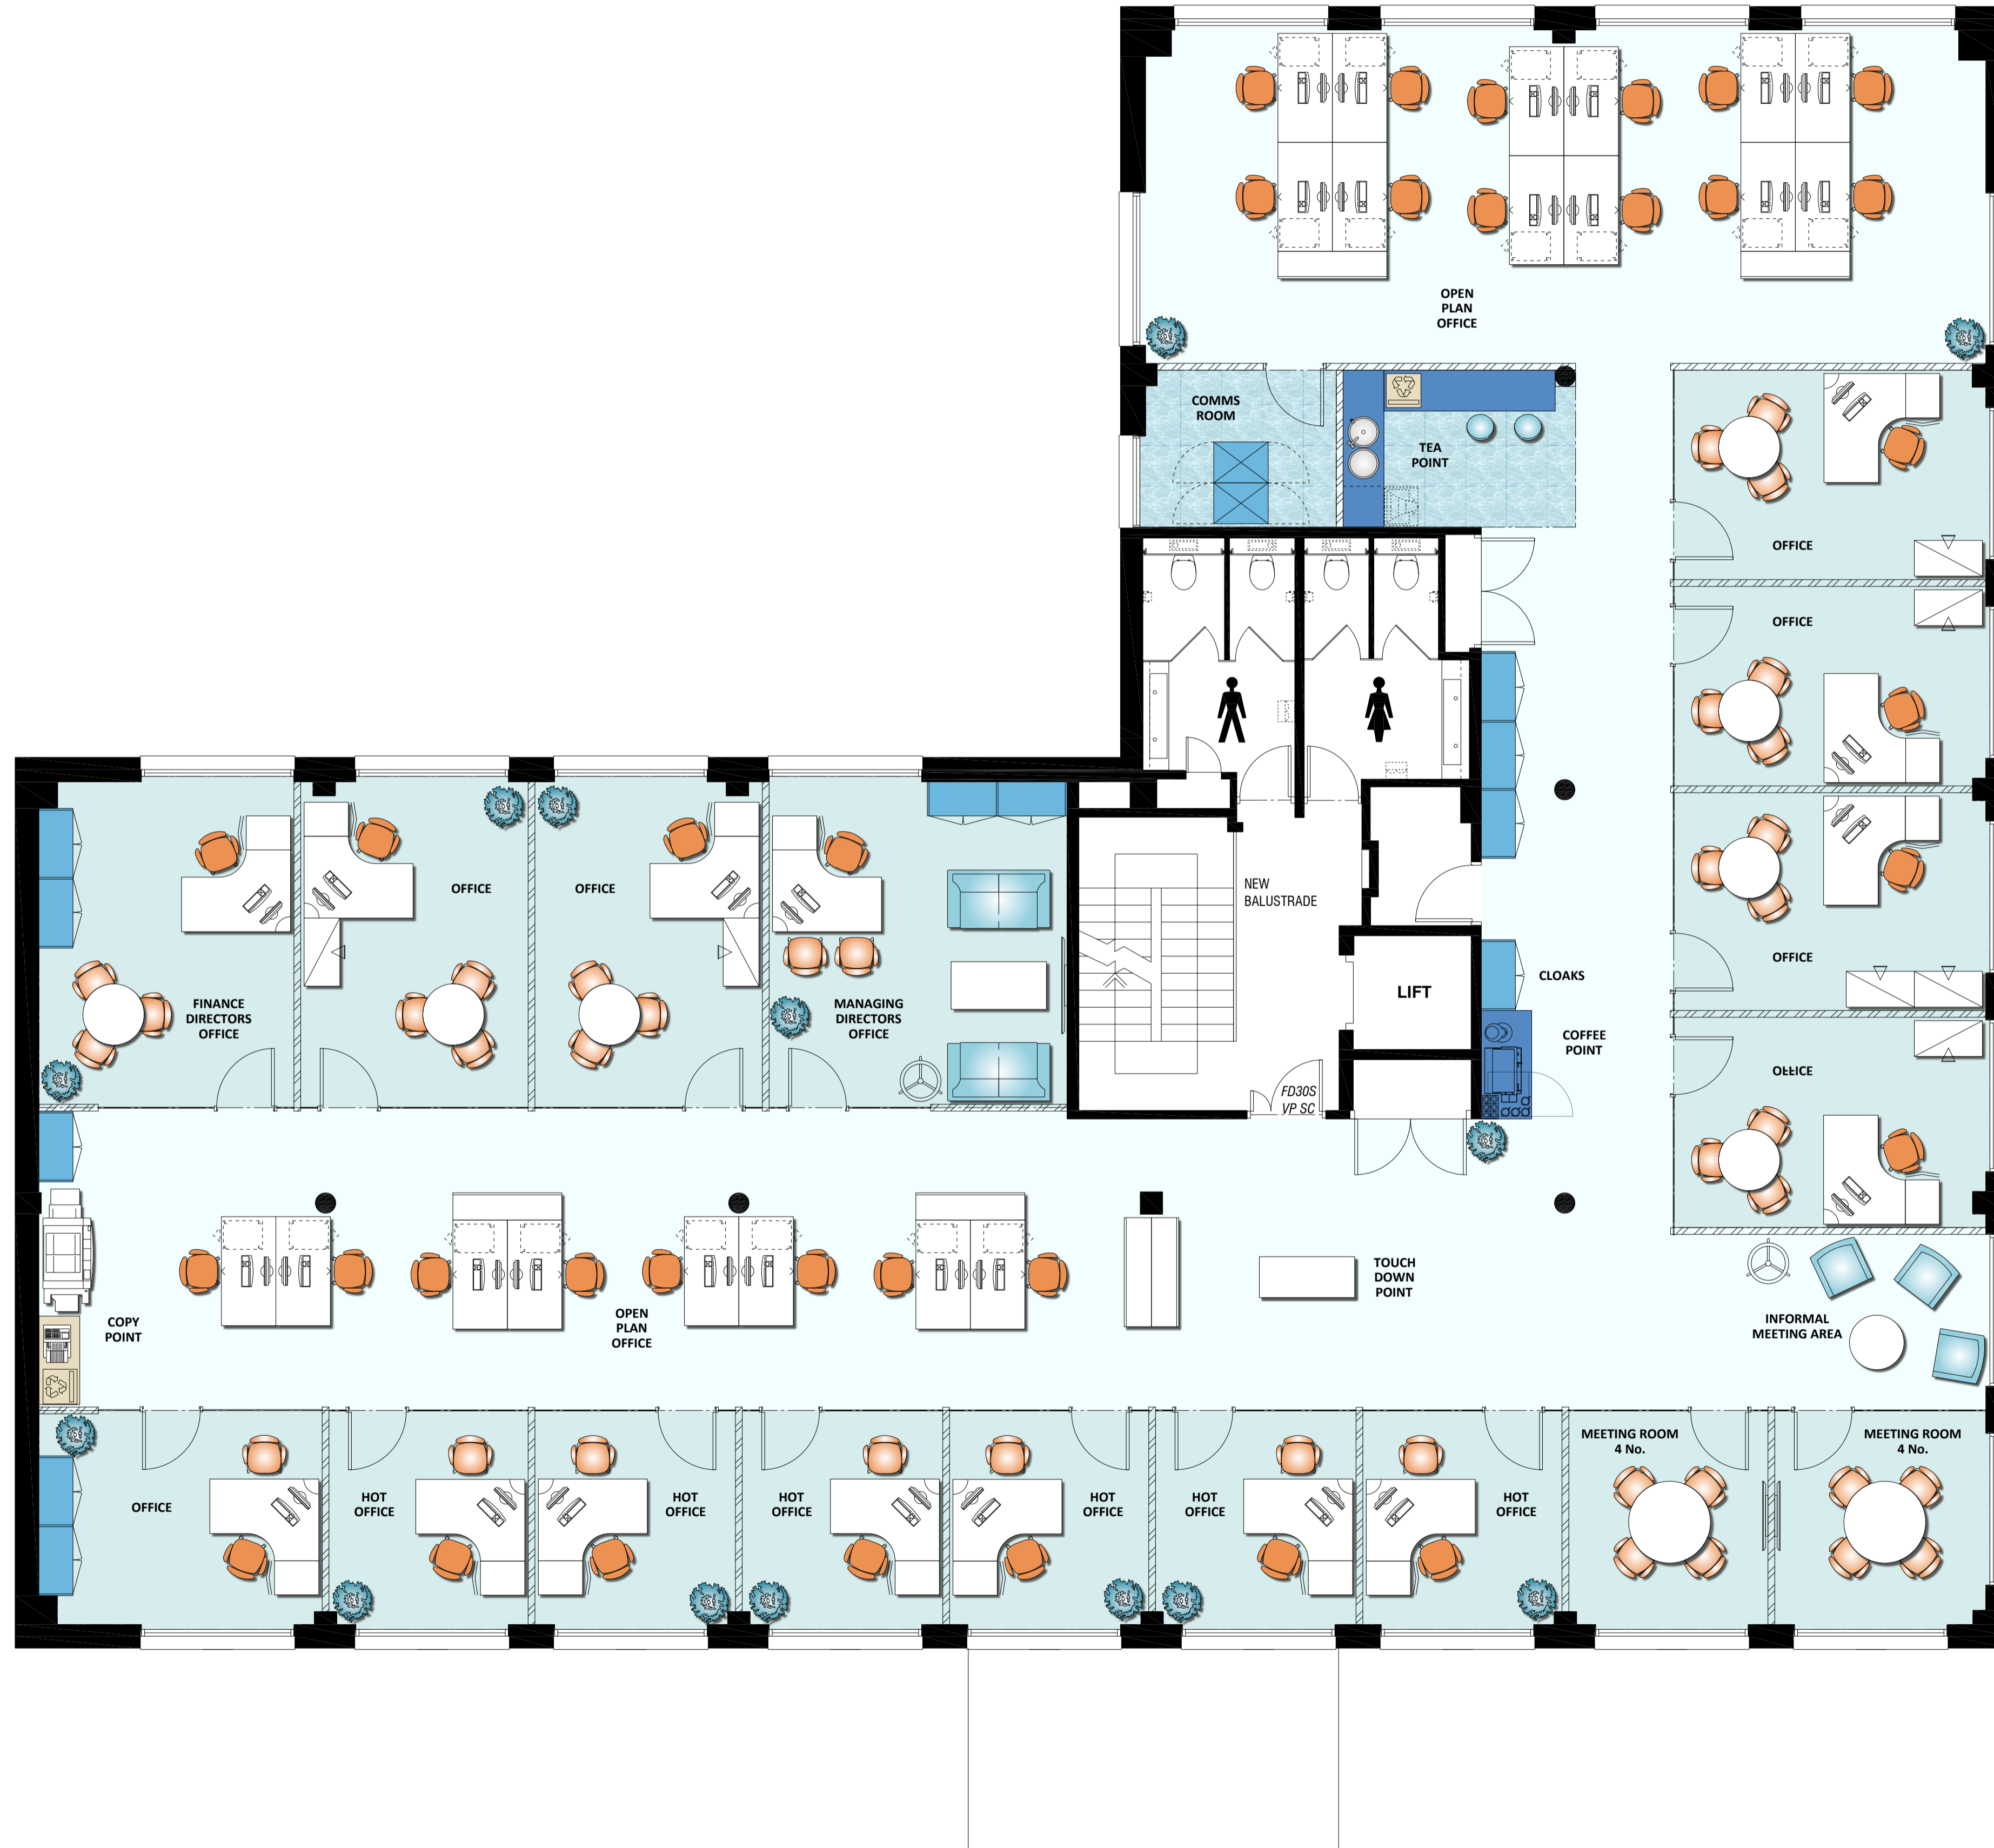 OPEN
PLAN
OFFICE
COMMS
ROOM
TEA
POINT
OFFICE
OFFICE
OFFICE
OFFICE
NEW
BALUSTRADE
FINANCE
DIRECTORS
OFFICE
MANAGING
DIRECTORS
OFFICE
CLOAKS
LIFT
OFFICE
COFFEE
POINT
OFFICE
FD30S
VP SC
TOUCH
DOWN
POINT
COPY
POINT
OPEN
PLAN
OFFICE
INFORMAL
MEETING AREA
MEETING ROOM
4 No.
MEETING ROOM
4 No.
OFFICE
HOT
OFFICE
HOT
OFFICE
HOT
OFFICE
HOT
OFFICE
HOT
OFFICE
HOT
OFFICE